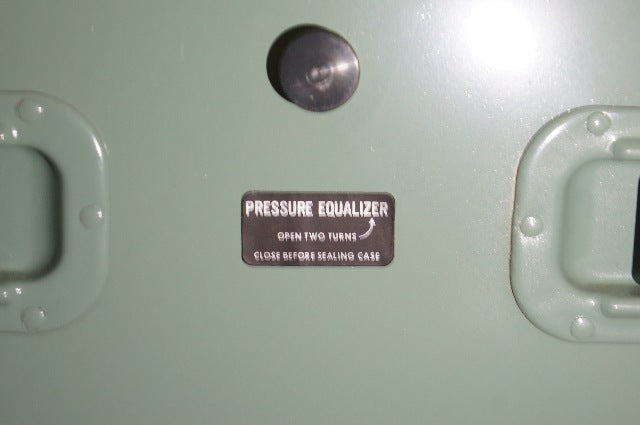 PRESSURE EQUALIZER
OPEN TWO TURNS
CLOSE BEFORE SEALING CASE